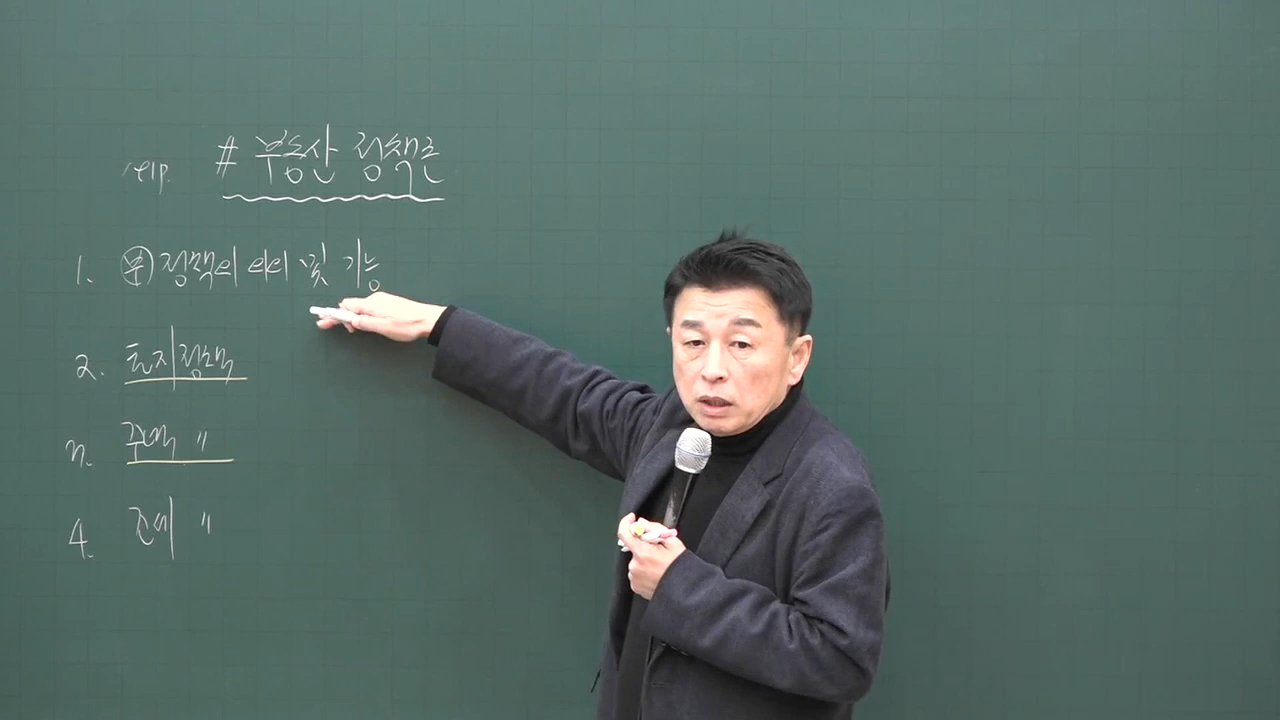 # 부동산 정책론
1. 부 정책의 의의 및 기능
2. 토지정책
주택 〃
4. 조세 〃